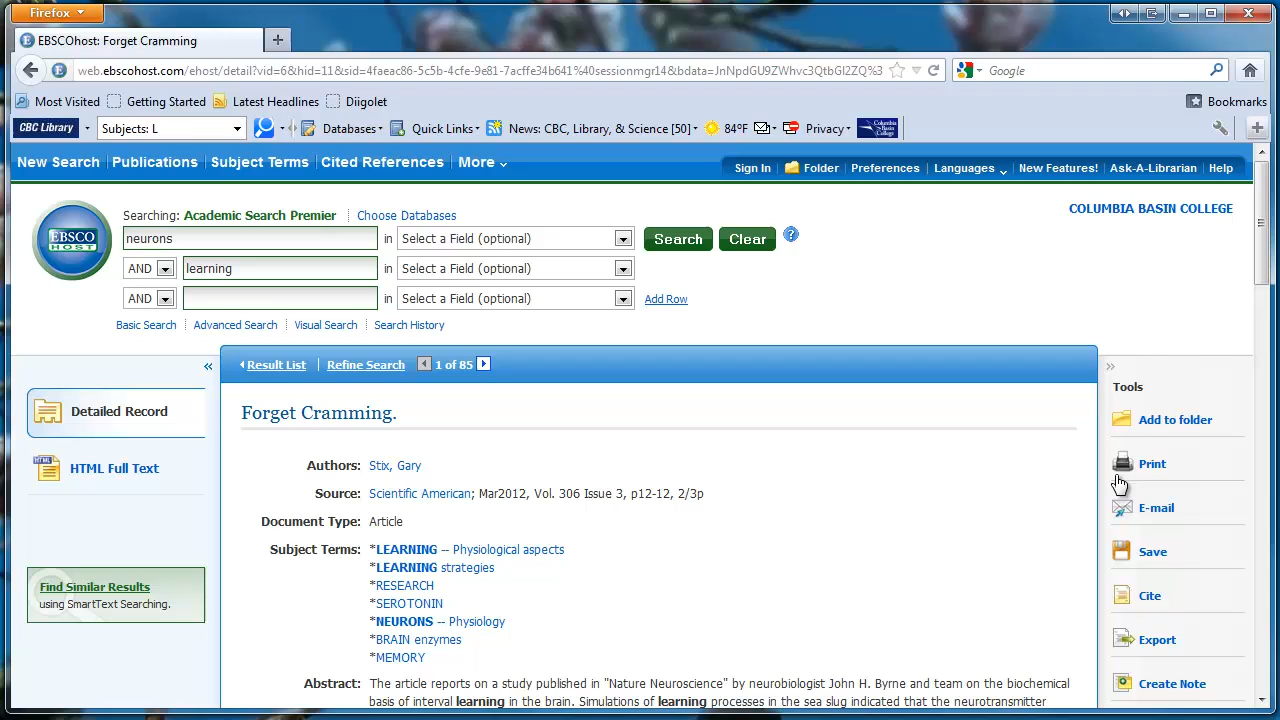 Firefox
EBSCOhost: Forget Cramming
web.ebscohost.com/ehost/detail?vid=6&hid=11&sid=4faeac86-5c5b-4cfe-9e81-7acffe34b641%40sessionmgr14&bdata=JnNpdGU9ZWhvc3QtbGl2ZQ%3 Google
Most Visited Getting Started Latest Headlines Diigolet Bookmarks
CBC Library Subjects: L Databases Quick Links News: CBC, Library, & Science [50] 84°F Privacy Columbia Basin College
New Search Publications Subject Terms Cited References More
Sign In Folder Preferences Languages New Features! Ask-A-Librarian Help
Searching: Academic Search Premier Choose Databases COLUMBIA BASIN COLLEGE
EBSCO HOST
neurons in Select a Field (optional) Search Clear ?
AND learning in Select a Field (optional)
AND in Select a Field (optional) Add Row
Basic Search Advanced Search Visual Search Search History
« Result List Refine Search 1 of 85 »
Tools
Detailed Record
HTML Full Text
Find Similar Results
using SmartText Searching.
Forget Cramming.
Authors: Stix, Gary
Source: Scientific American; Mar2012, Vol. 306 Issue 3, p12-12, 2/3p
Document Type: Article
Subject Terms: *LEARNING -- Physiological aspects
*LEARNING strategies
*RESEARCH
*SEROTONIN
*NEURONS -- Physiology
*BRAIN enzymes
*MEMORY
Abstract: The article reports on a study published in "Nature Neuroscience" by neurobiologist John H. Byrne and team on the biochemical
basis of interval learning in the brain. Simulations of learning processes in the sea slug indicated that the neurotransmitter
Add to folder
Print
E-mail
Save
Cite
Export
Create Note